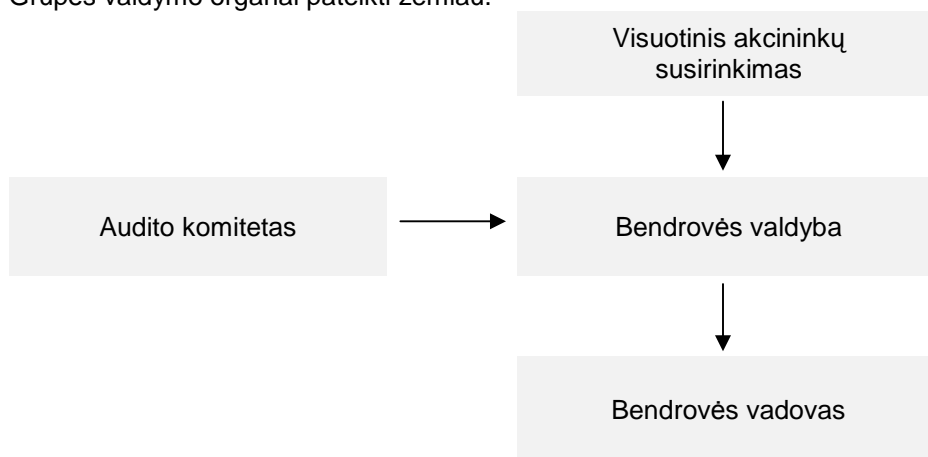 Grupės valdymo organai pateikti žemiau.
Visuotinis akcininkų
susirinkimas
Audito komitetas
Bendrovės valdyba
Bendrovės vadovas